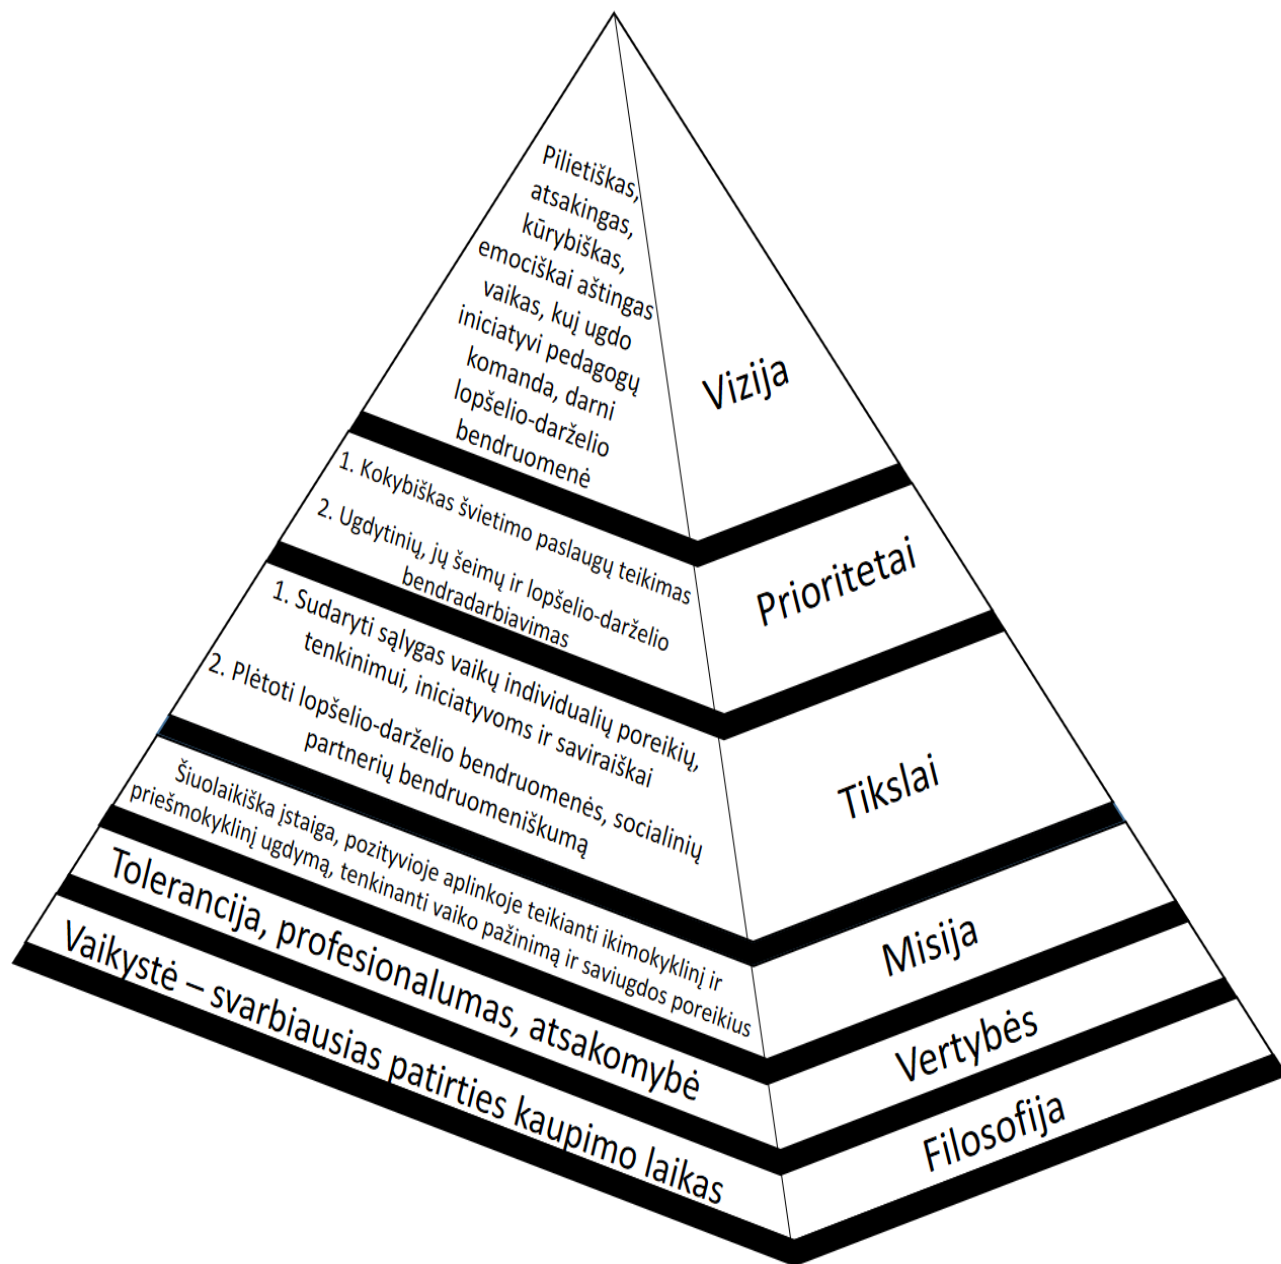 Pilietiškas,
atsakingas,
kūrybiškas,
emociškai aštingas
vaikas, kuį ugdo
iniciatyvi pedagogų
komanda, darni
lopšelio-darželio
bendruomenė
Vizija
1. Kokybiškas švietimo paslaugų teikimas
2. Ugdytinių, jų šeimų ir lopšelio-darželio
bendradarbiavimas
Prioritetai
1. Sudaryti sąlygas vaikų individualių poreikių,
tenkinimui, iniciatyvoms ir saviraiškai
2. Plėtoti lopšelio-darželio bendruomenės, socialinių
partnerių bendruomeniškumą
Tikslai
Šiuolaikiška įstaiga, pozityvioje aplinkoje teikianti ikimokyklinį ir
priešmokyklinį ugdymą, tenkinanti vaiko pažinimą ir saviugdos poreikius
Misija
Tolerancija, profesionalumas, atsakomybė
Vertybės
Vaikystė – svarbiausias patirties kaupimo laikas
Filosofija